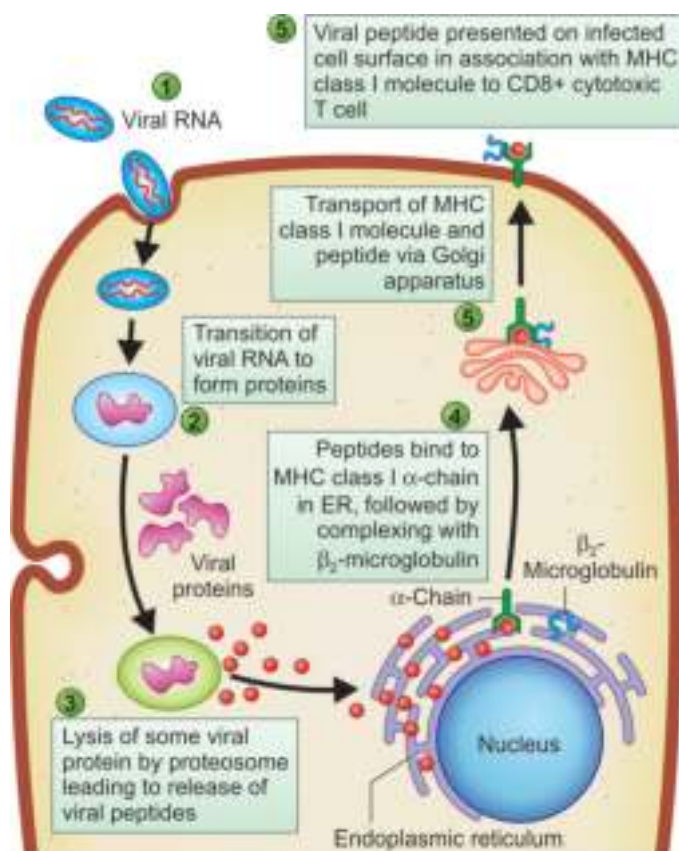 5
Viral peptide presented on infected
cell surface in association with MHC
class I molecule to CD8+ cytotoxic
T cell
1
Viral RNA
Transport of MHC
class I molecule and
peptide via Golgi
apparatus
5
Transition of
viral RNA to
form proteins
2
4
Peptides bind to
MHC class I α-chain
in ER, followed by
complexing with
β₂-microglobulin
Viral
proteins
β₂-
Microglobulin
α-Chain
3
Lysis of some viral
protein by proteosome
leading to release of
viral peptides
Nucleus
Endoplasmic reticulum